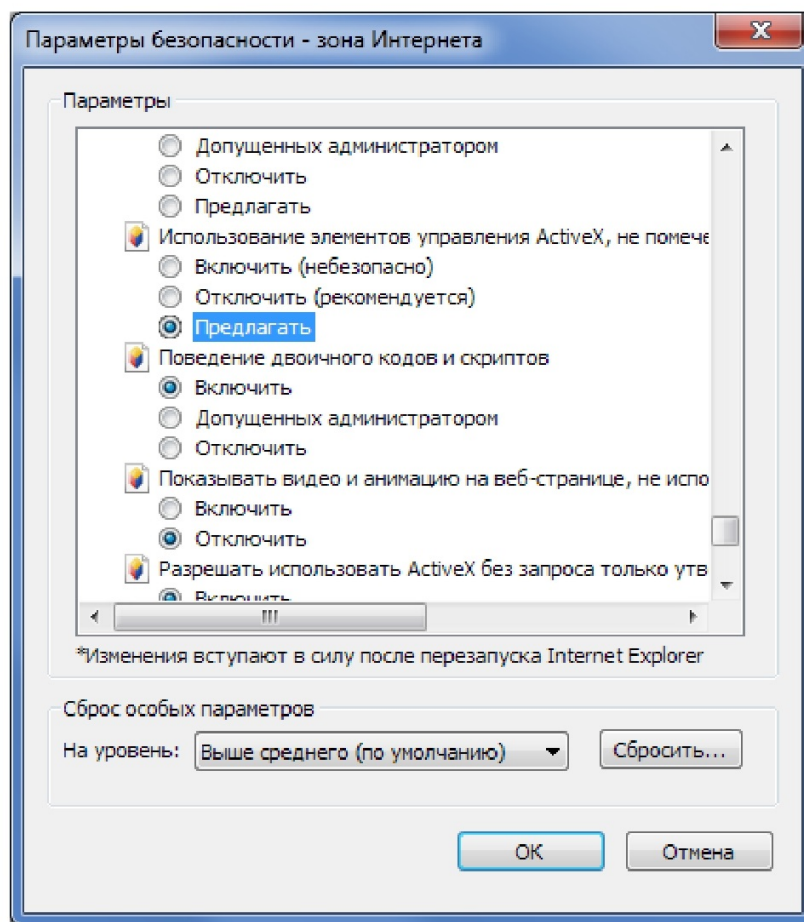 Параметры безопасности - зона Интернета
Параметры
Допущенных администратором
Отключить
Предлагать
Использование элементов управления ActiveX, не помече
Включить (небезопасно)
Отключить (рекомендуется)
Предлагать
Поведение двоичного кодов и скриптов
Включить
Допущенных администратором
Отключить
Показывать видео и анимацию на веб-странице, не испо
Включить
Отключить
Разрешать использовать ActiveX без запроса только утв
Включить
*Изменения вступают в силу после перезапуска Internet Explorer
Сброс особых параметров
На уровень: Выше среднего (по умолчанию) Сбросить...
ОК Отмена